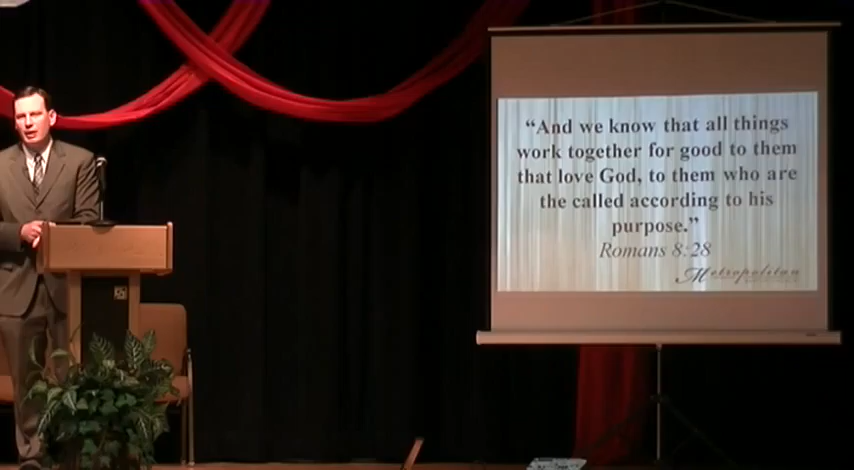 “And we know that all things
work together for good to them
that love God, to them who are
the called according to his
purpose.”
Romans 8:28
Metropolitan